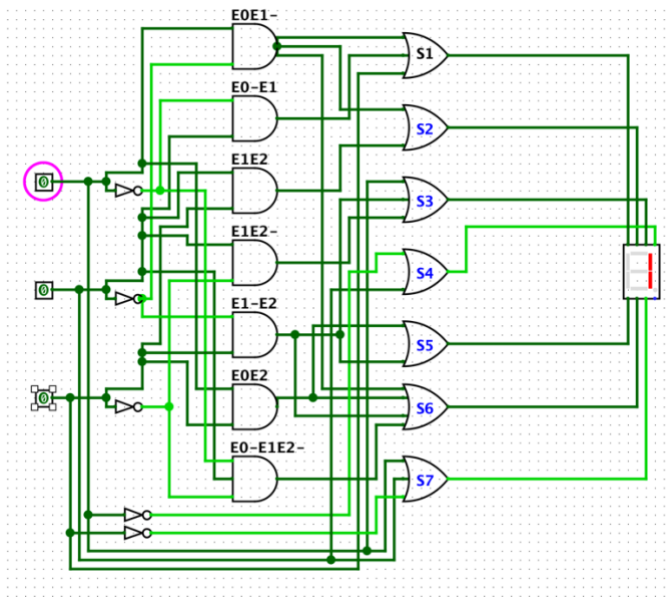 E0E1-
S1
E0-E1
S2
E1E2
0
S3
E1E2-
S4
0
E1-E2
S5
E0E2
0
S6
E0-E1E2-
S7